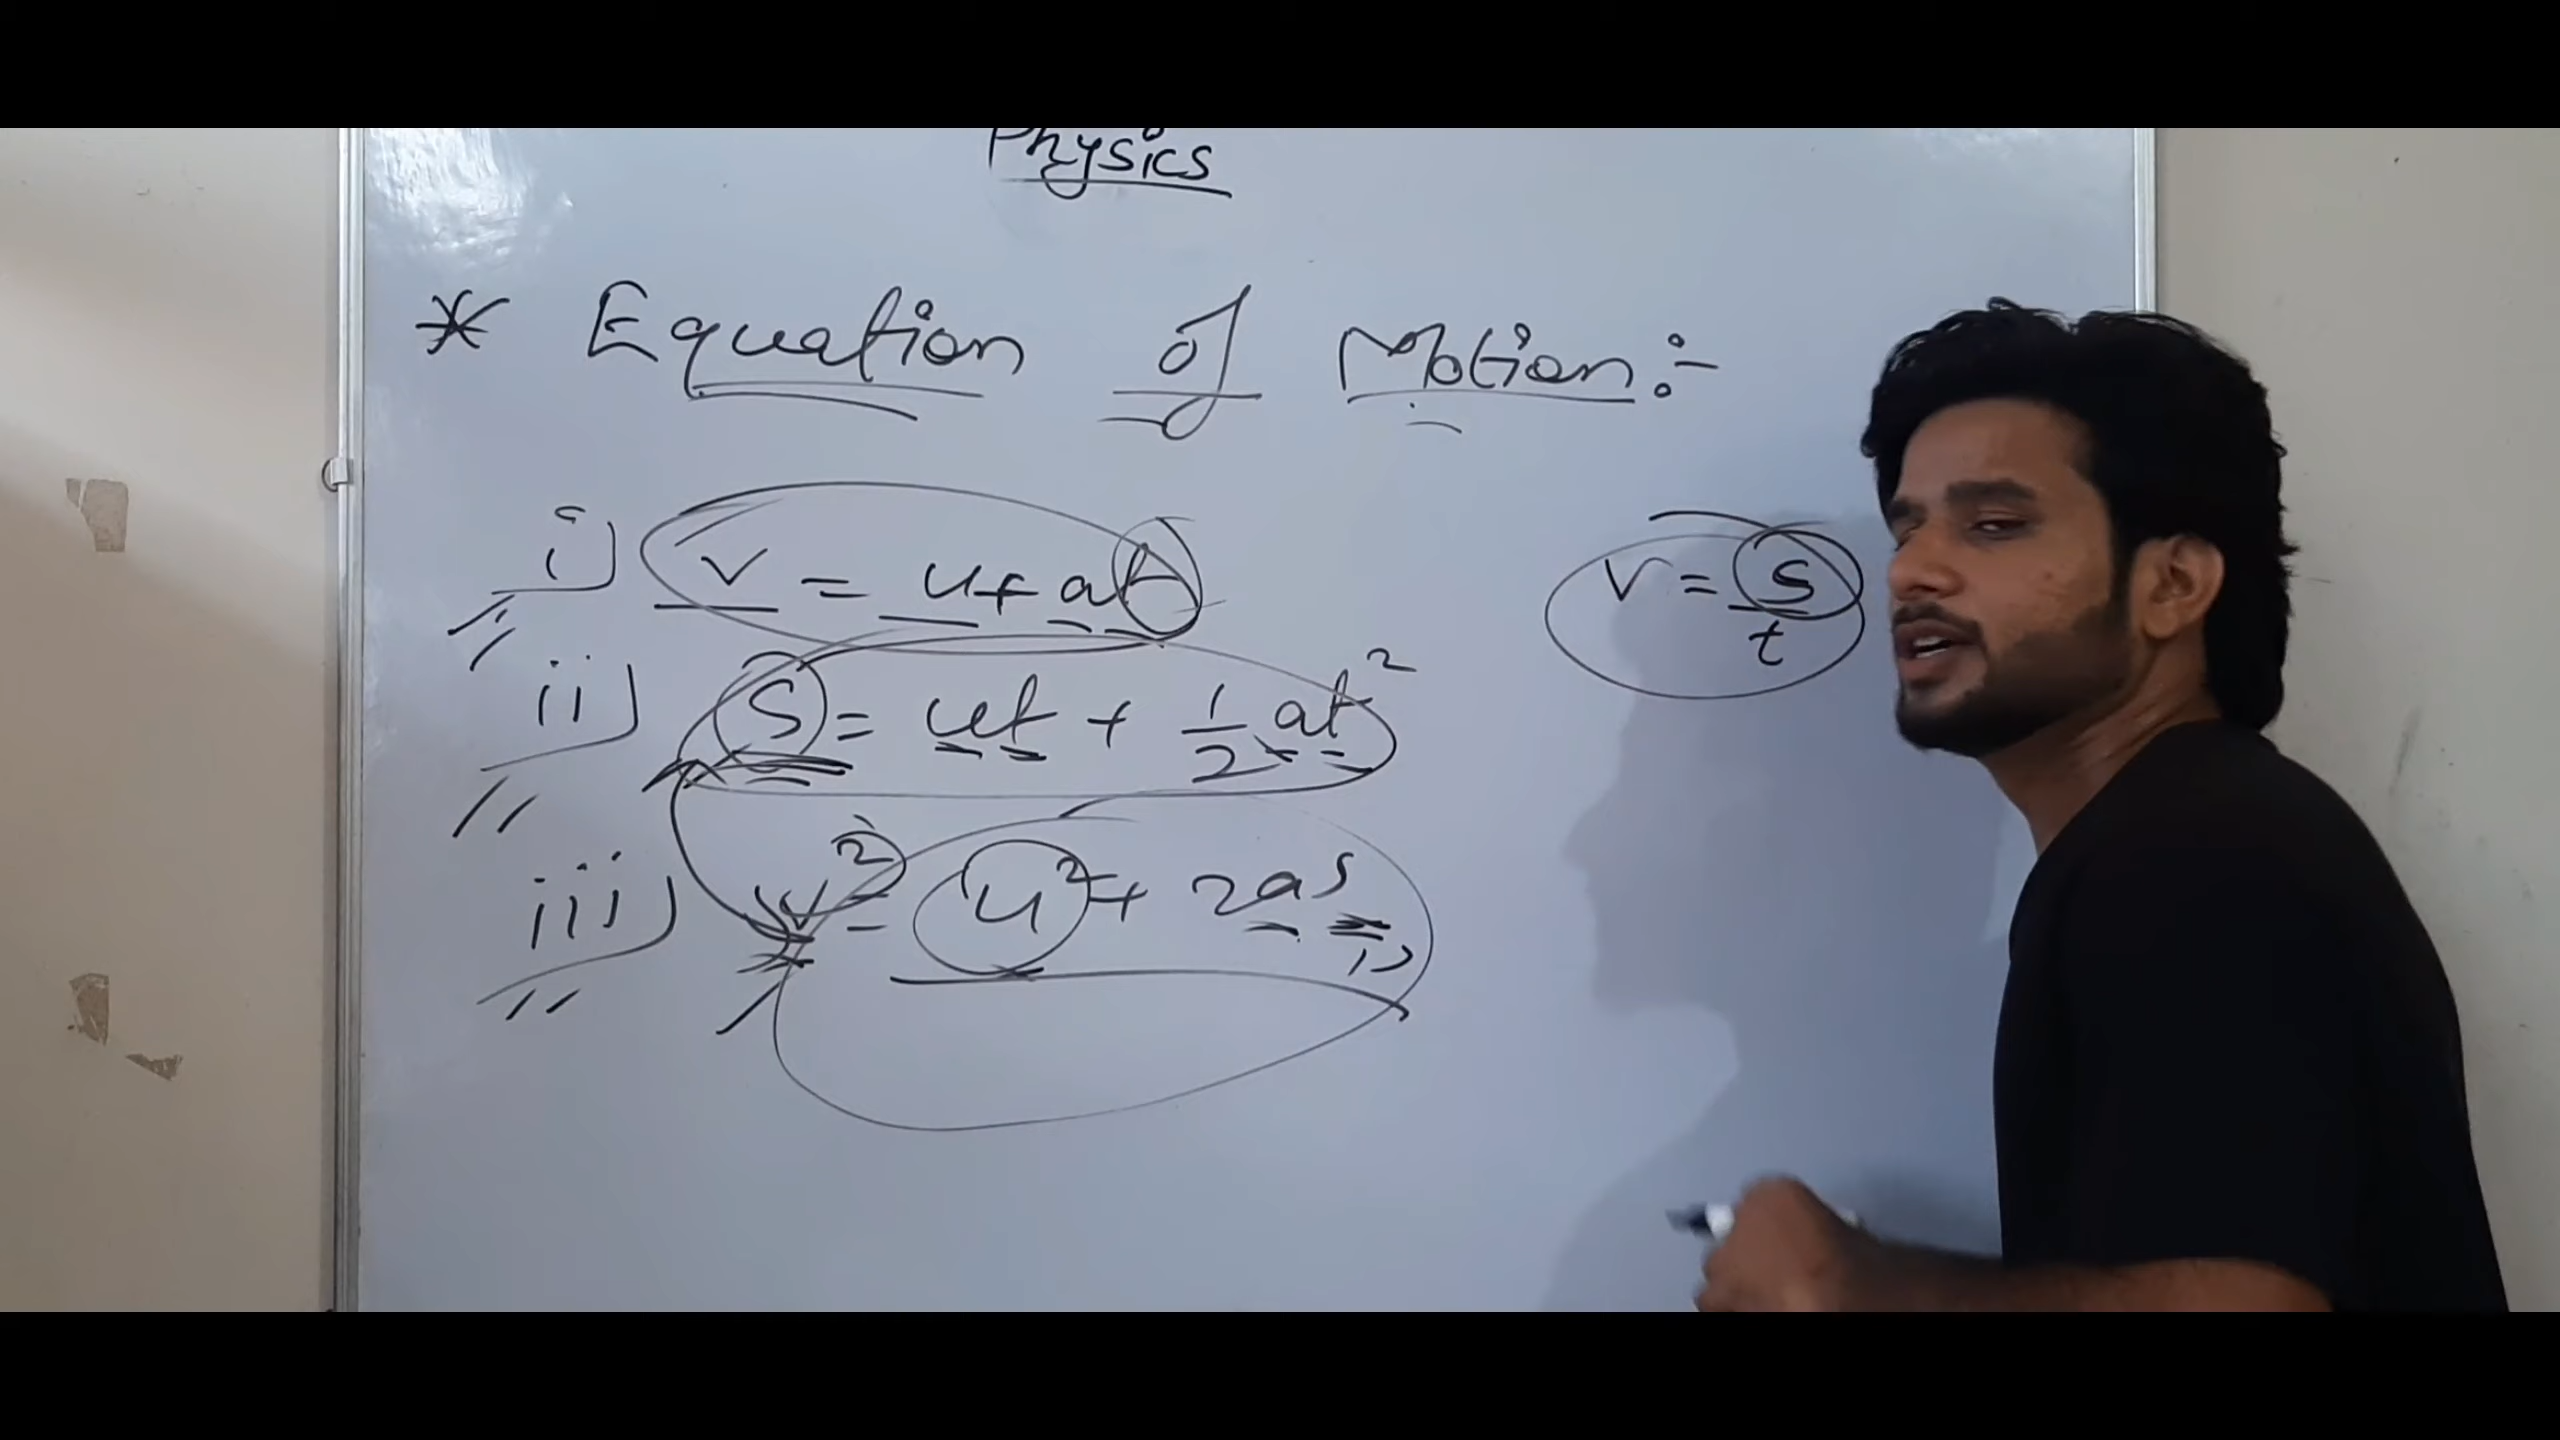 Physics
* Equation of Motion :-
i) v = u + at
v = s/t
ii) S = ut + 1/2 at²
iii) v² = u² + 2as